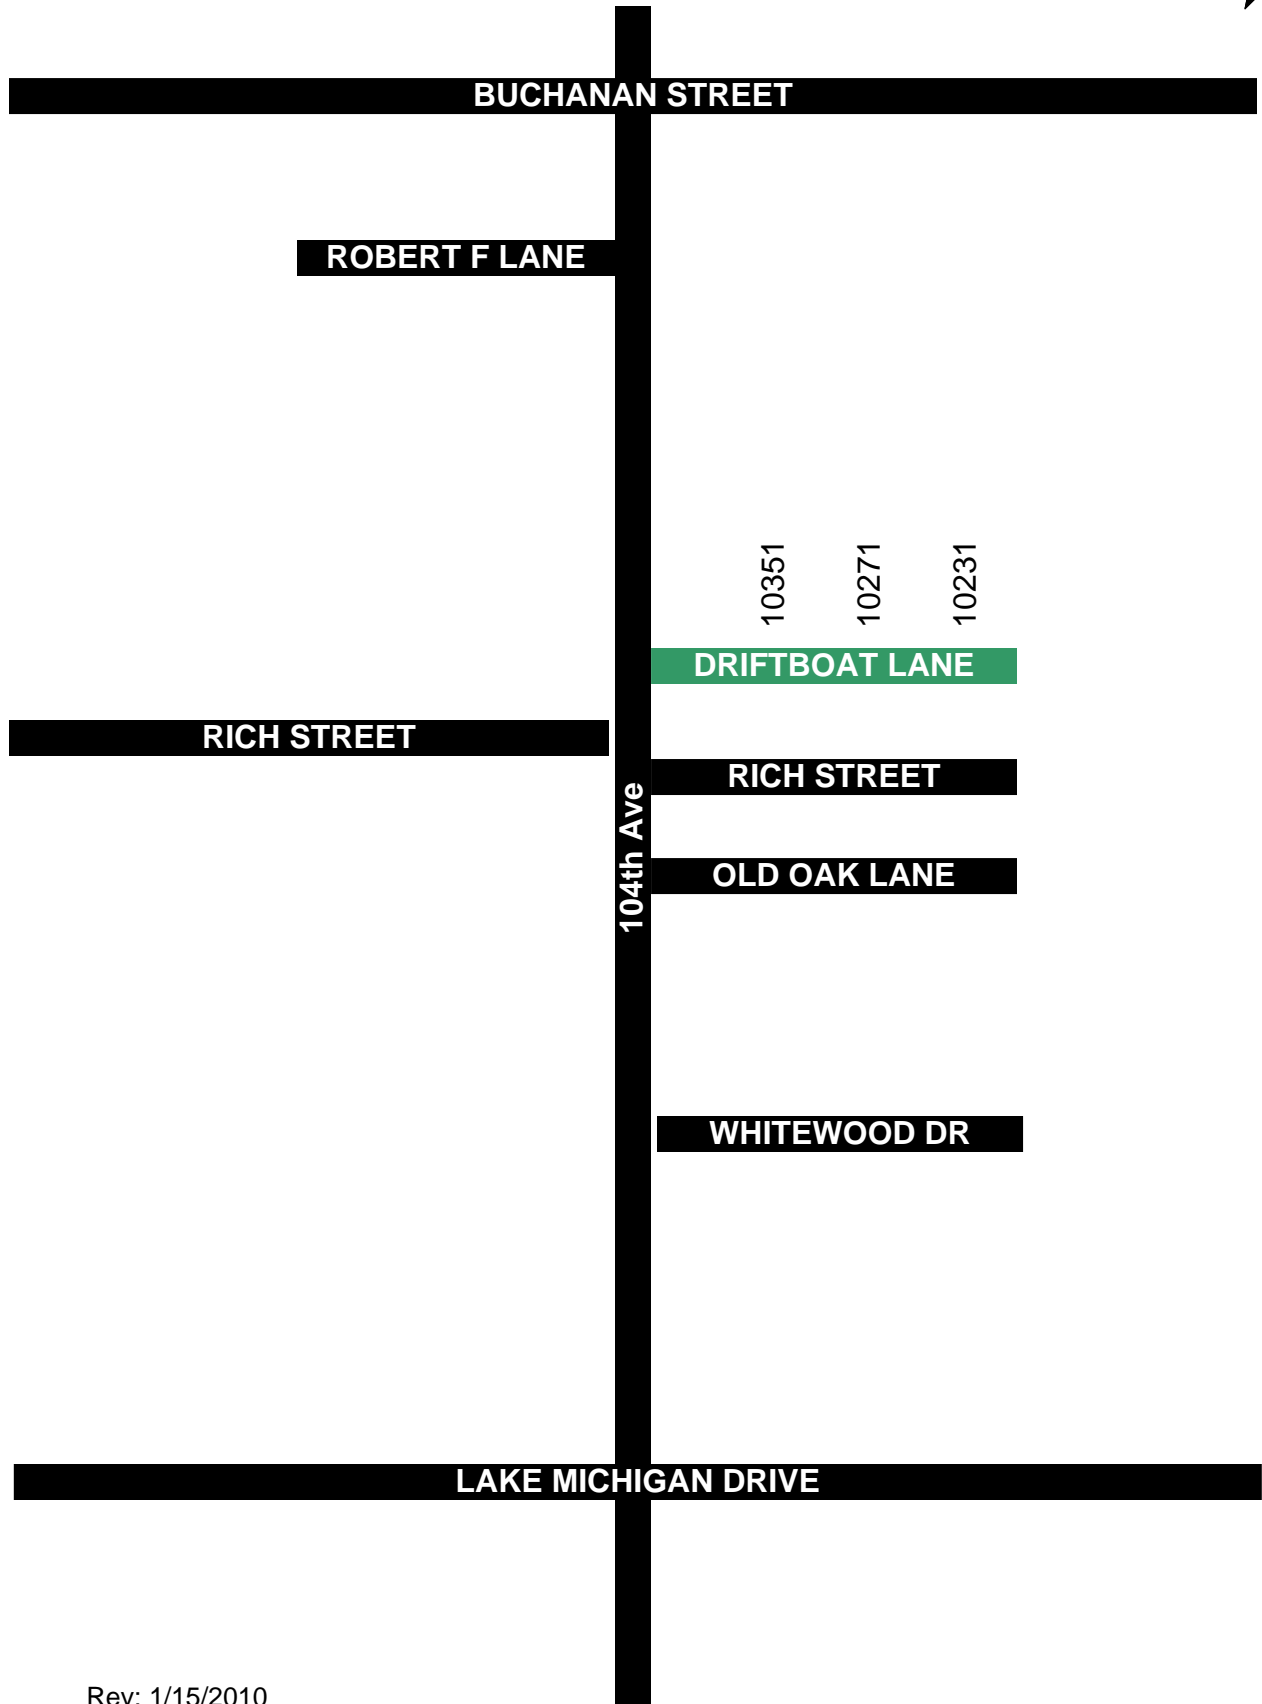 BUCHANAN STREET
ROBERT F LANE
10351
10271
10231
DRIFTBOAT LANE
RICH STREET
RICH STREET
104th Ave
OLD OAK LANE
WHITEWOOD DR
LAKE MICHIGAN DRIVE
Rev: 1/15/2010